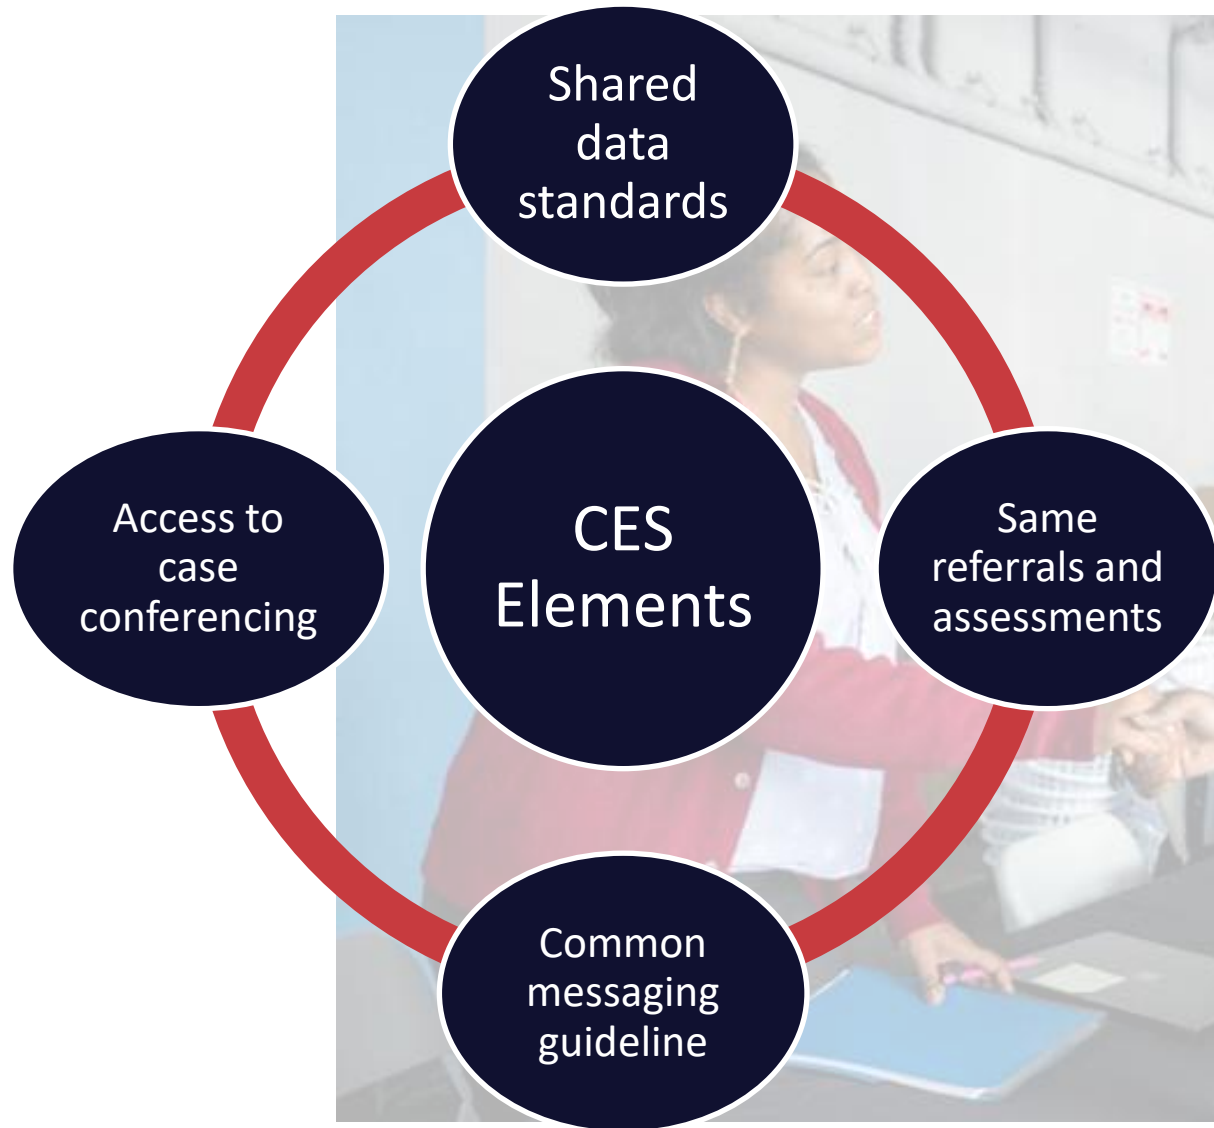 Shared
data
standards
Access to
case
conferencing
CES
Elements
Same
referrals and
assessments
Common
messaging
guideline